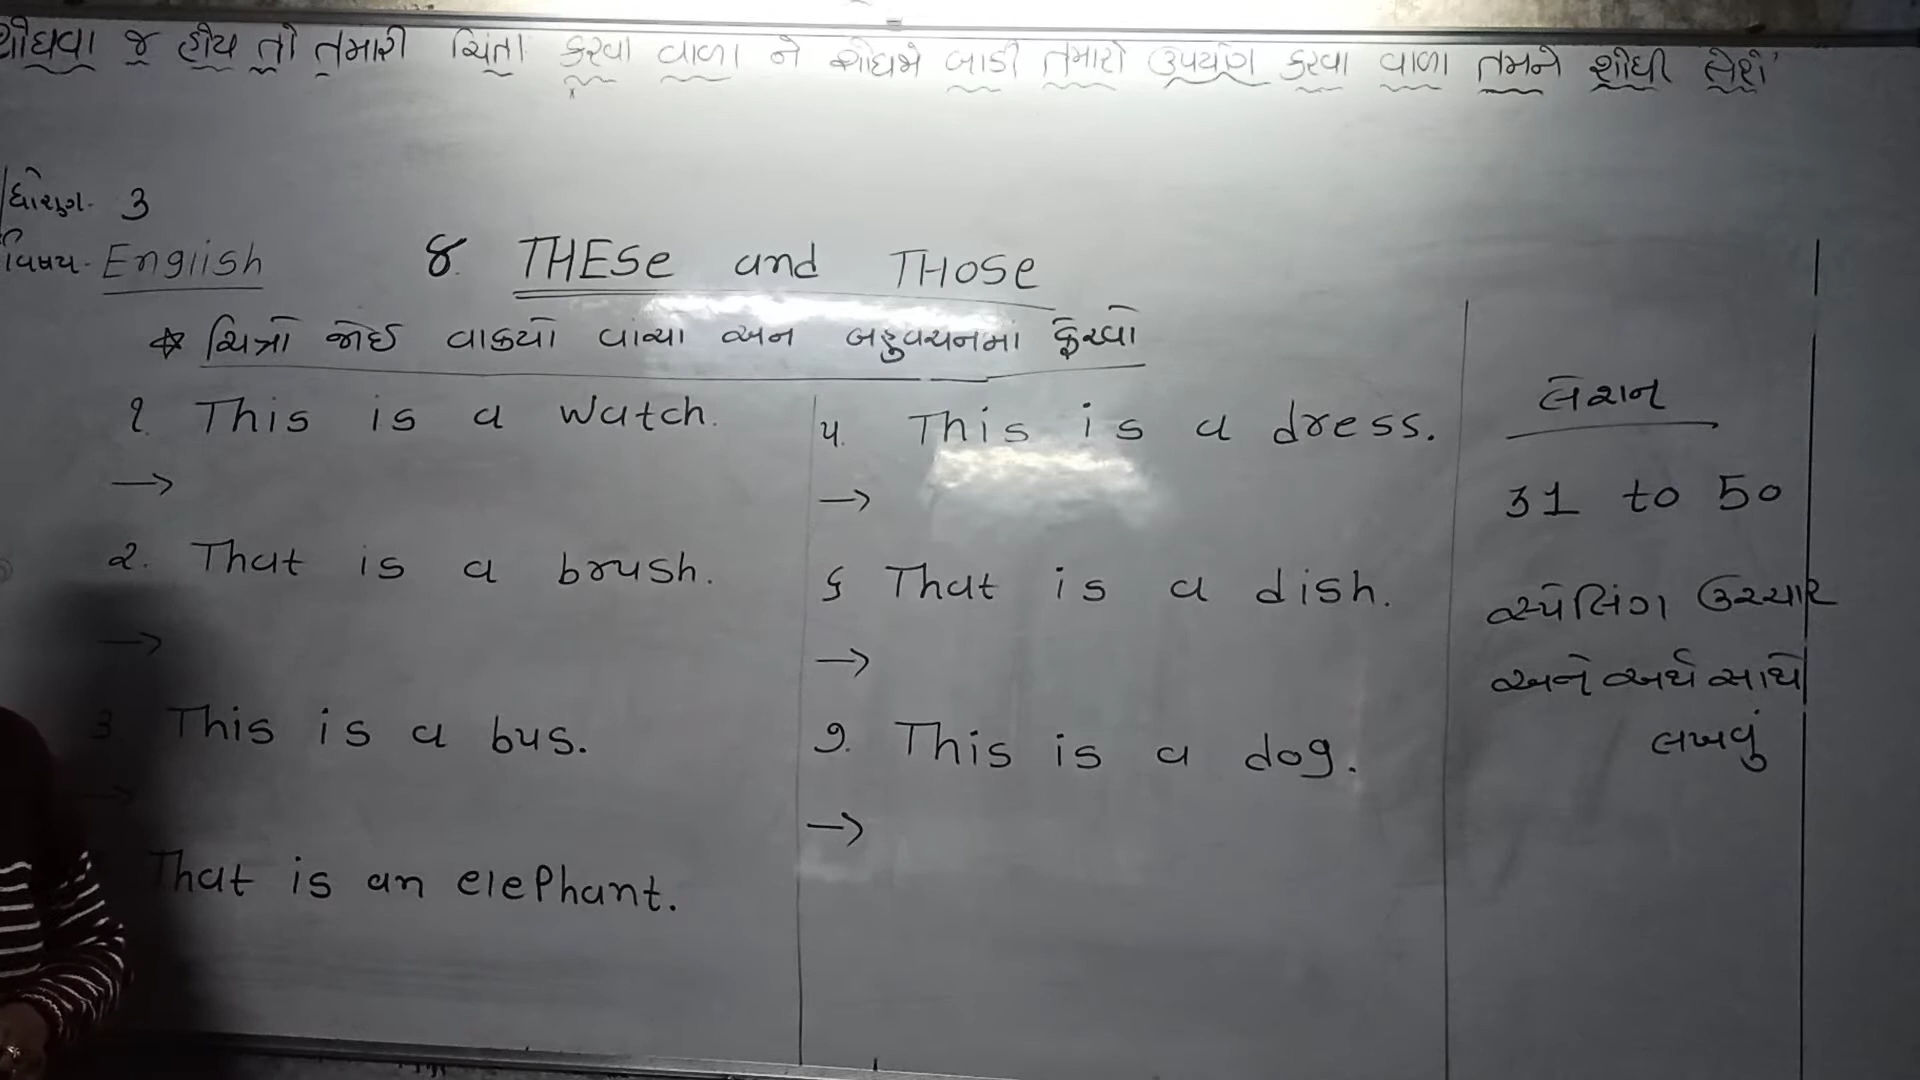 શોધવા જ હોય તો તમારી ચિંતા કરવા વાળા ને શોધજો બાકી તમારો ઉપયોગ કરવા વાળા તમને શોધી લેશે
ધોરણ- 3
વિષય- English
8. THESe and THOSe
☆ ચિત્રો જોઈ વાક્યો વાંચો અને બહુવચનમાં ફેરવો
૧. This is a watch.
→
૨. That is a brush.
→
૩. This is a bus.
→
That is an elephant.
૫. This is a dress.
→
૬ That is a dish.
→
૭. This is a dog.
→
લેશન
31 to 50
સ્પેલિંગ ઉચ્ચાર
અને અર્થ સાથે
લખવું